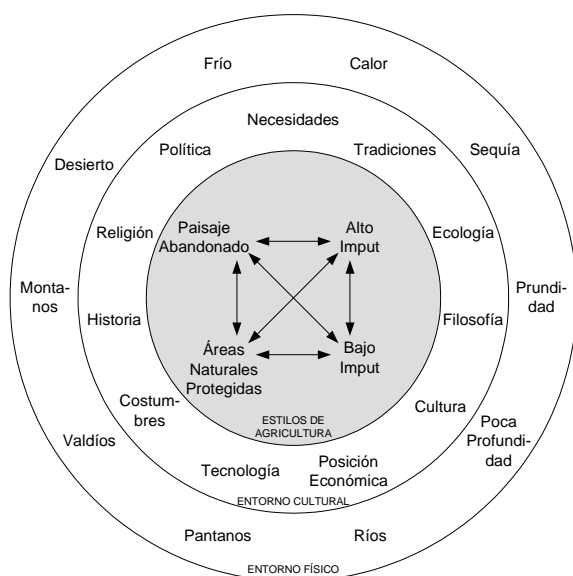 Frío
Calor
Necesidades
Política
Tradiciones
Desierto
Sequía
Religión
Paisaje
Abandonado
Alto
Imput
Ecología
Monta-
nos
Prundi-
dad
Historia
Filosofía
Áreas
Naturales
Protegidas
Bajo
Imput
Costum-
bres
Cultura
Valdíos
Poca
Profundi-
dad
ESTILOS DE
AGRICULTURA
Tecnología
Posición
Económica
ENTORNO CULTURAL
Pantanos
Ríos
ENTORNO FÍSICO